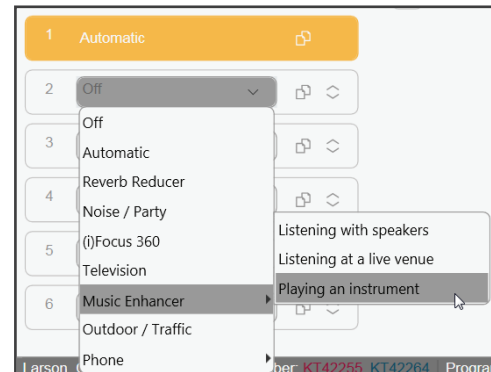 1 Automatic
2 Off
3
4
5
6
Off
Automatic
Reverb Reducer
Noise / Party
(i)Focus 360
Television
Music Enhancer
Outdoor / Traffic
Phone
Listening with speakers
Listening at a live venue
Playing an instrument
Larson ber: KT42255, KT42264 Progra